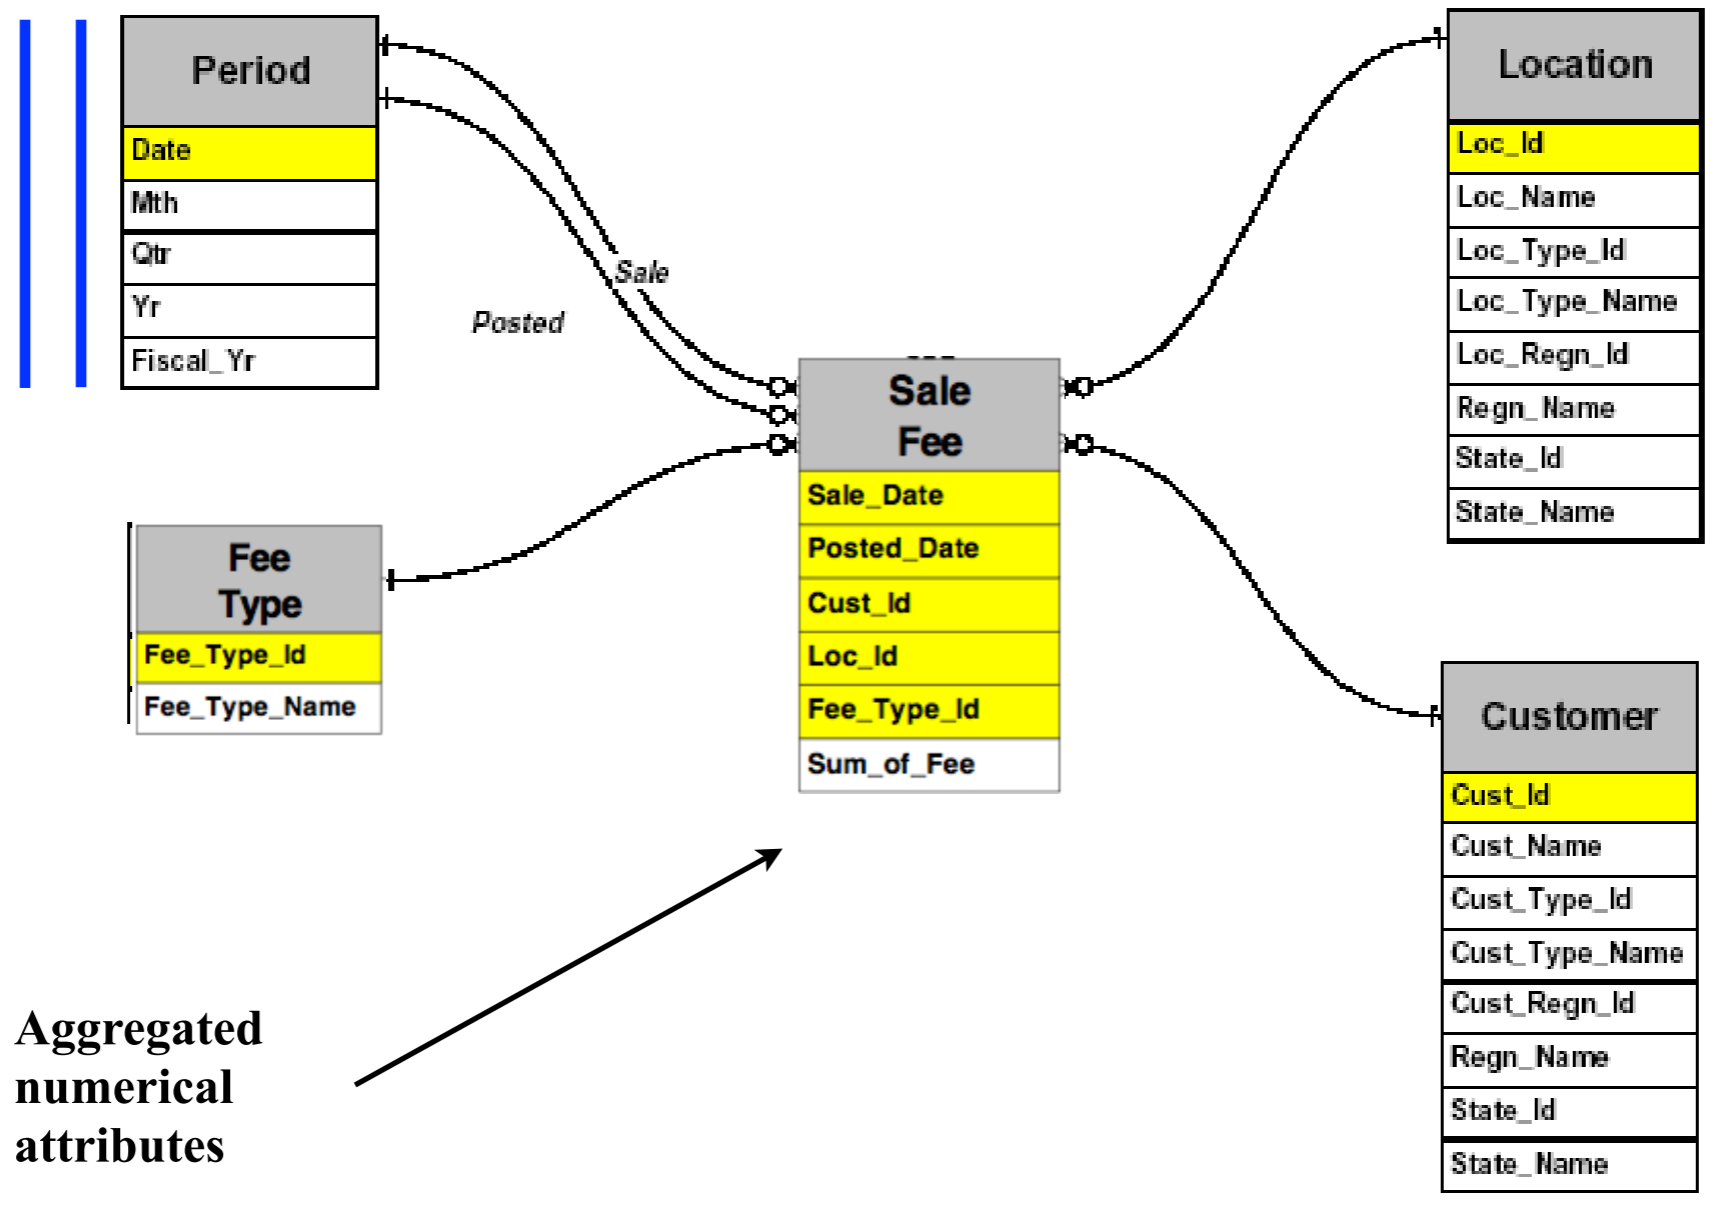 Period
Date
Mth
Qtr
Yr
Fiscal_Yr
Sale
Posted
Location
Loc_Id
Loc_Name
Loc_Type_Id
Loc_Type_Name
Loc_Regn_Id
Regn_Name
State_Id
State_Name
Sale
Fee
Sale_Date
Posted_Date
Cust_Id
Loc_Id
Fee_Type_Id
Sum_of_Fee
Fee
Type
Fee_Type_Id
Fee_Type_Name
Customer
Cust_Id
Cust_Name
Cust_Type_Id
Cust_Type_Name
Cust_Regn_Id
Regn_Name
State_Id
State_Name
Aggregated
numerical
attributes